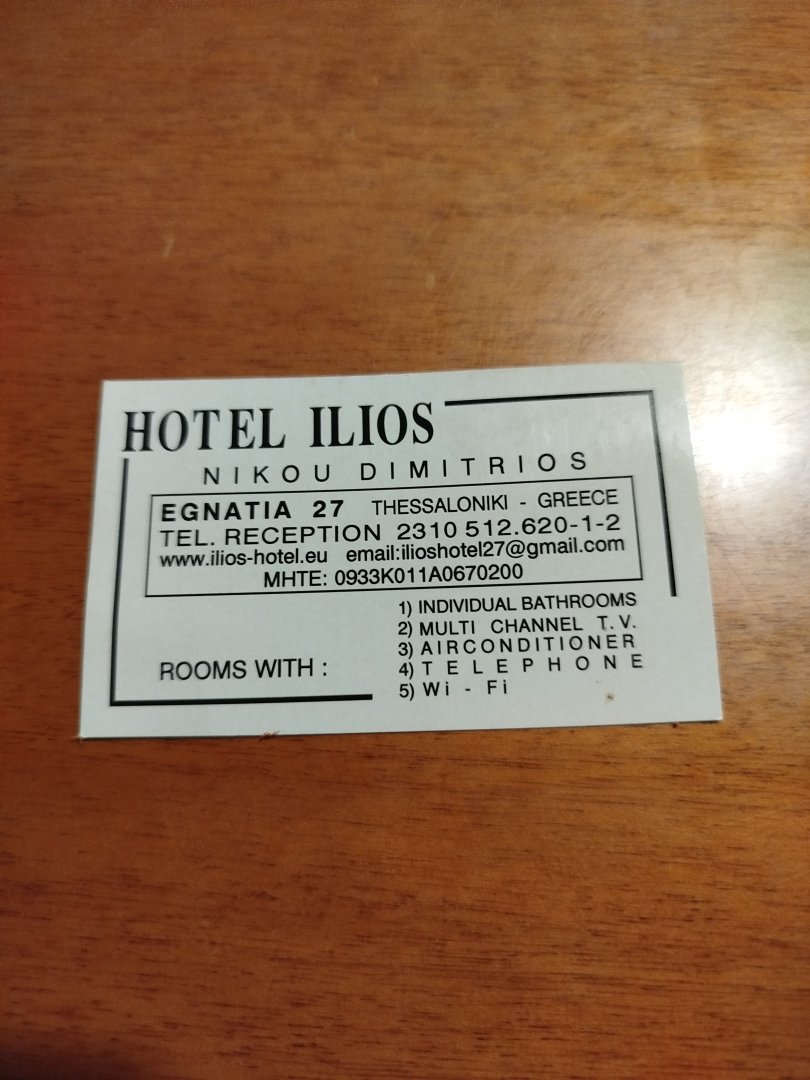 HOTEL ILIOS
NIKOU DIMITRIOS
EGNATIA 27 THESSALONIKI - GREECE
TEL. RECEPTION 2310 512.620-1-2
www.ilios-hotel.eu email:ilioshotel27@gmail.com
MHTE: 0933K011A0670200
ROOMS WITH :
1) INDIVIDUAL BATHROOMS
2) MULTI CHANNEL T.V.
3) AIRCONDITIONER
4) TELEPHONE
5) Wi - Fi